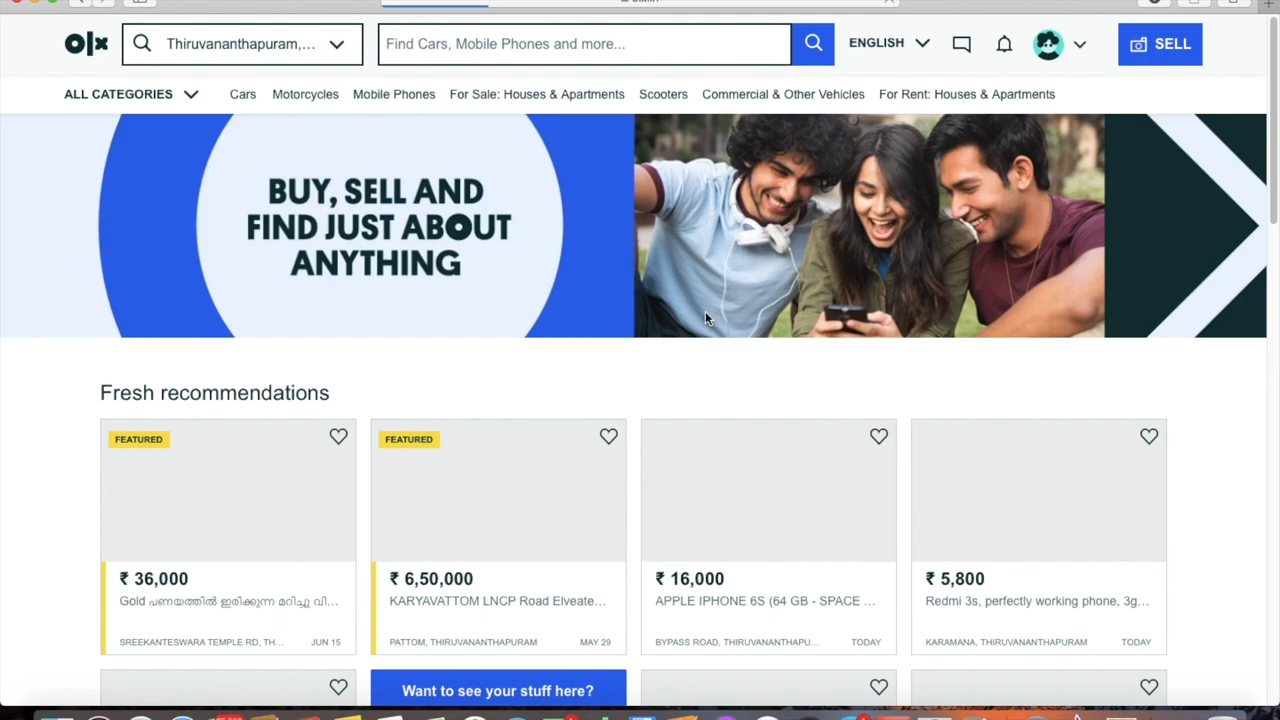 olx
Thiruvananthapuram,...
Find Cars, Mobile Phones and more...
ENGLISH
SELL
ALL CATEGORIES
Cars
Motorcycles
Mobile Phones
For Sale: Houses & Apartments
Scooters
Commercial & Other Vehicles
For Rent: Houses & Apartments
BUY, SELL AND
FIND JUST ABOUT
ANYTHING
Fresh recommendations
FEATURED
₹ 36,000
Gold പണയത്തിൽ ഇരിക്കുന്ന മറിച്ചു വി...
SREEKANTESWARA TEMPLE RD, TH...
JUN 15
FEATURED
₹ 6,50,000
KARYAVATTOM LNCP Road Elveate...
PATTOM, THIRUVANANTHAPURAM
MAY 29
₹ 16,000
APPLE IPHONE 6S (64 GB - SPACE ...
BYPASS ROAD, THIRUVANANTHAPU...
TODAY
₹ 5,800
Redmi 3s, perfectly working phone, 3g...
KARAMANA, THIRUVANANTHAPURAM
TODAY
Want to see your stuff here?